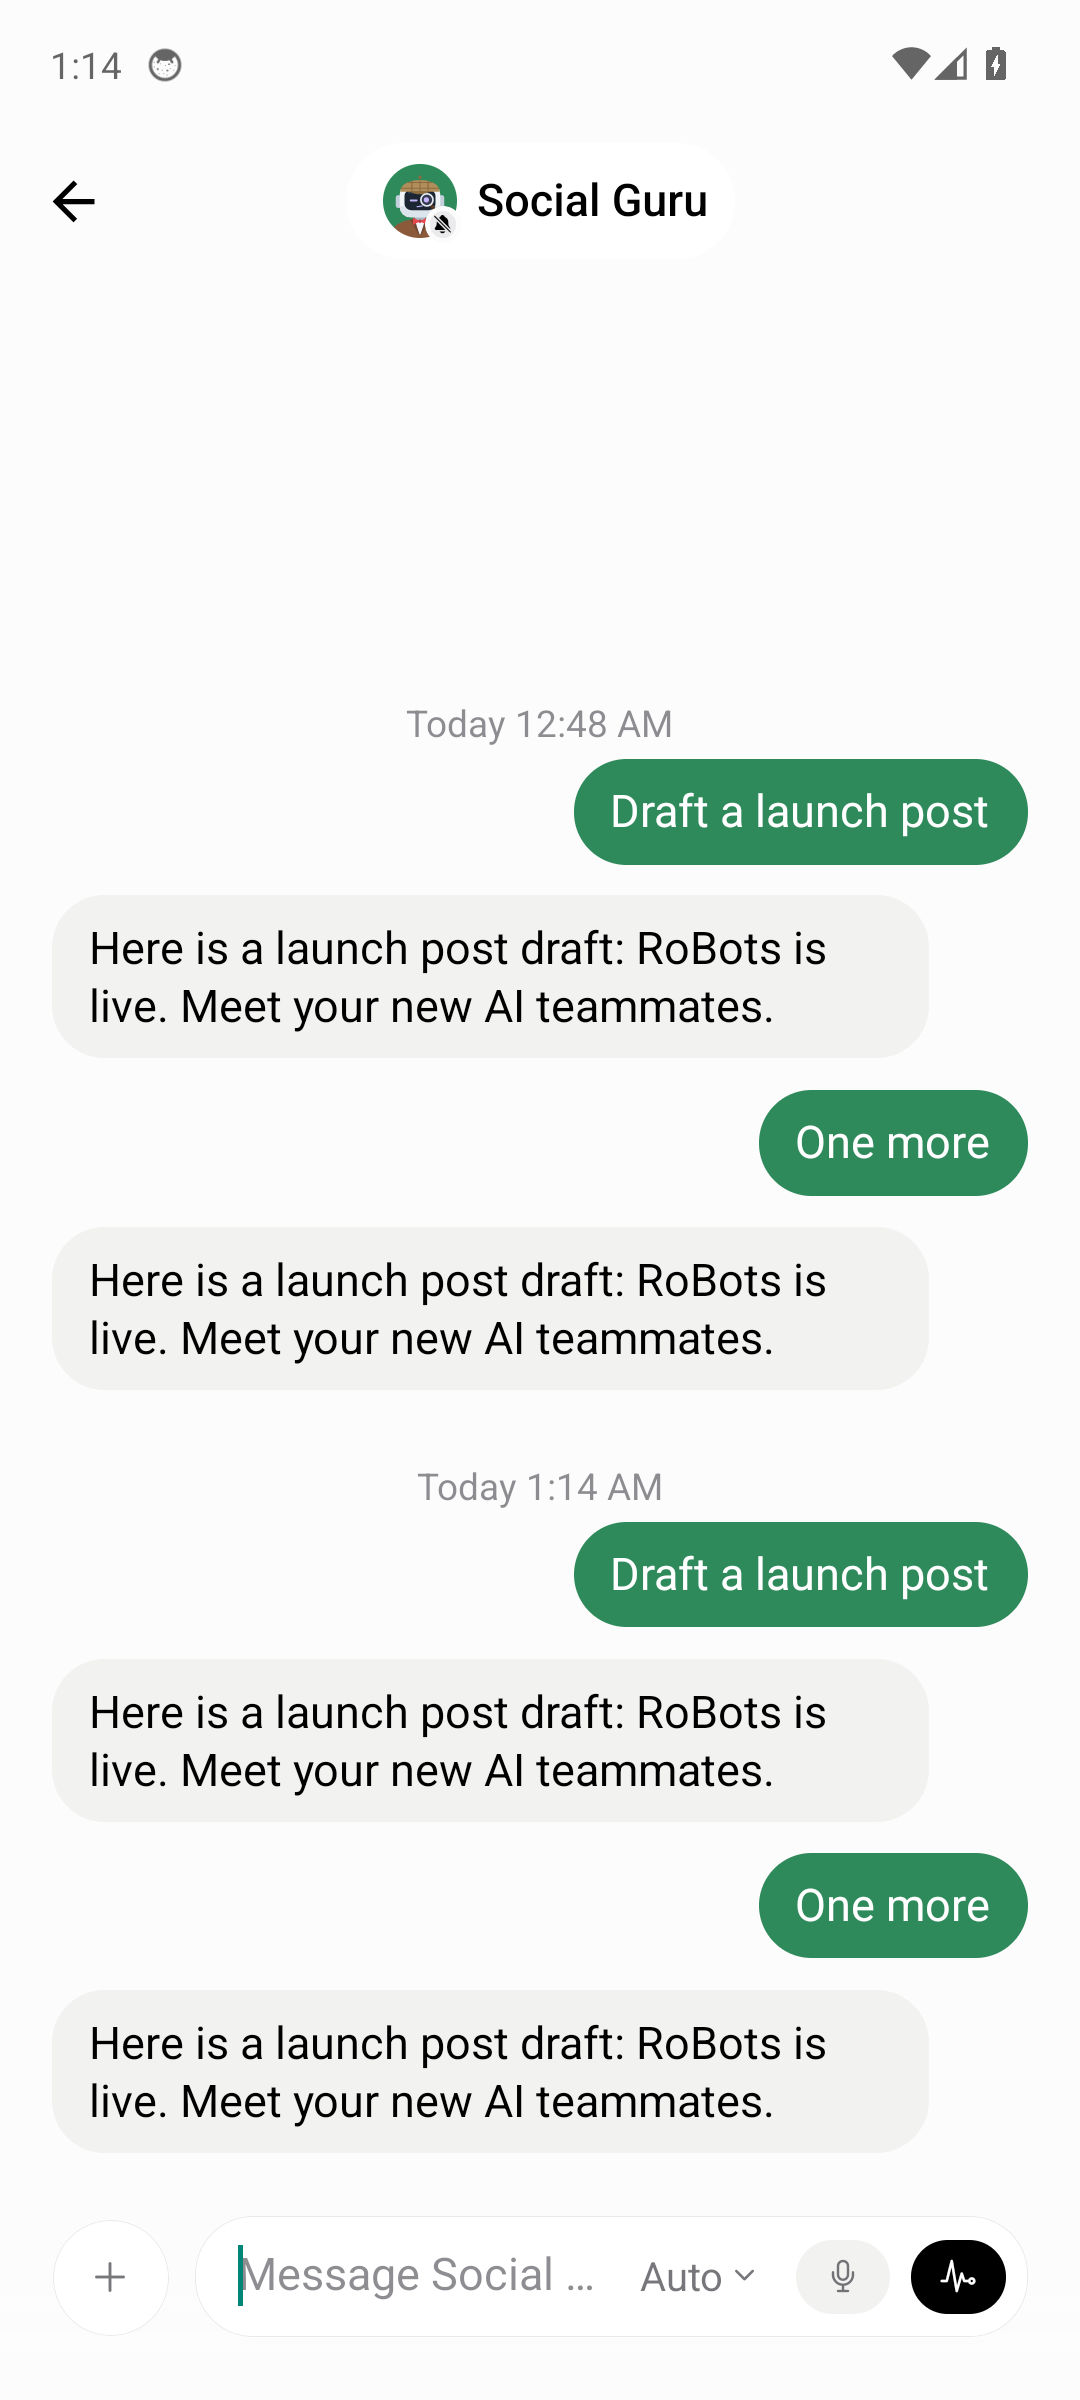 1:14
Social Guru
Today 12:48 AM
Draft a launch post
Here is a launch post draft: RoBots is
live. Meet your new AI teammates.
One more
Here is a launch post draft: RoBots is
live. Meet your new AI teammates.
Today 1:14 AM
Draft a launch post
Here is a launch post draft: RoBots is
live. Meet your new AI teammates.
One more
Here is a launch post draft: RoBots is
live. Meet your new AI teammates.
Message Social ... Auto